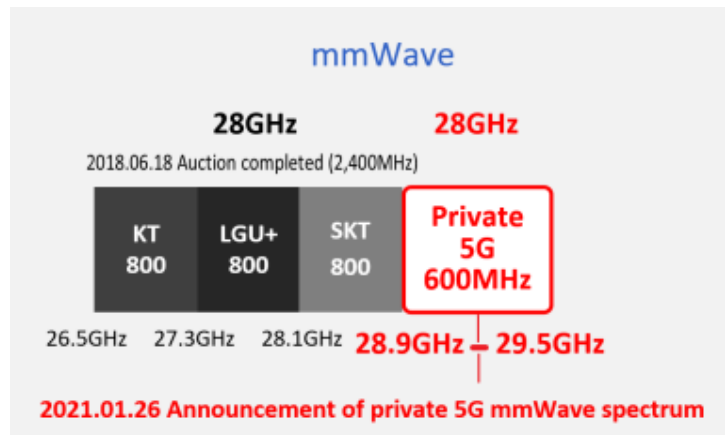 mmWave
28GHz
28GHz
2018.06.18 Auction completed (2,400MHz)
KT
800
LGU+
800
SKT
800
Private
5G
600MHz
26.5GHz
27.3GHz
28.1GHz
28.9GHz – 29.5GHz
2021.01.26 Announcement of private 5G mmWave spectrum